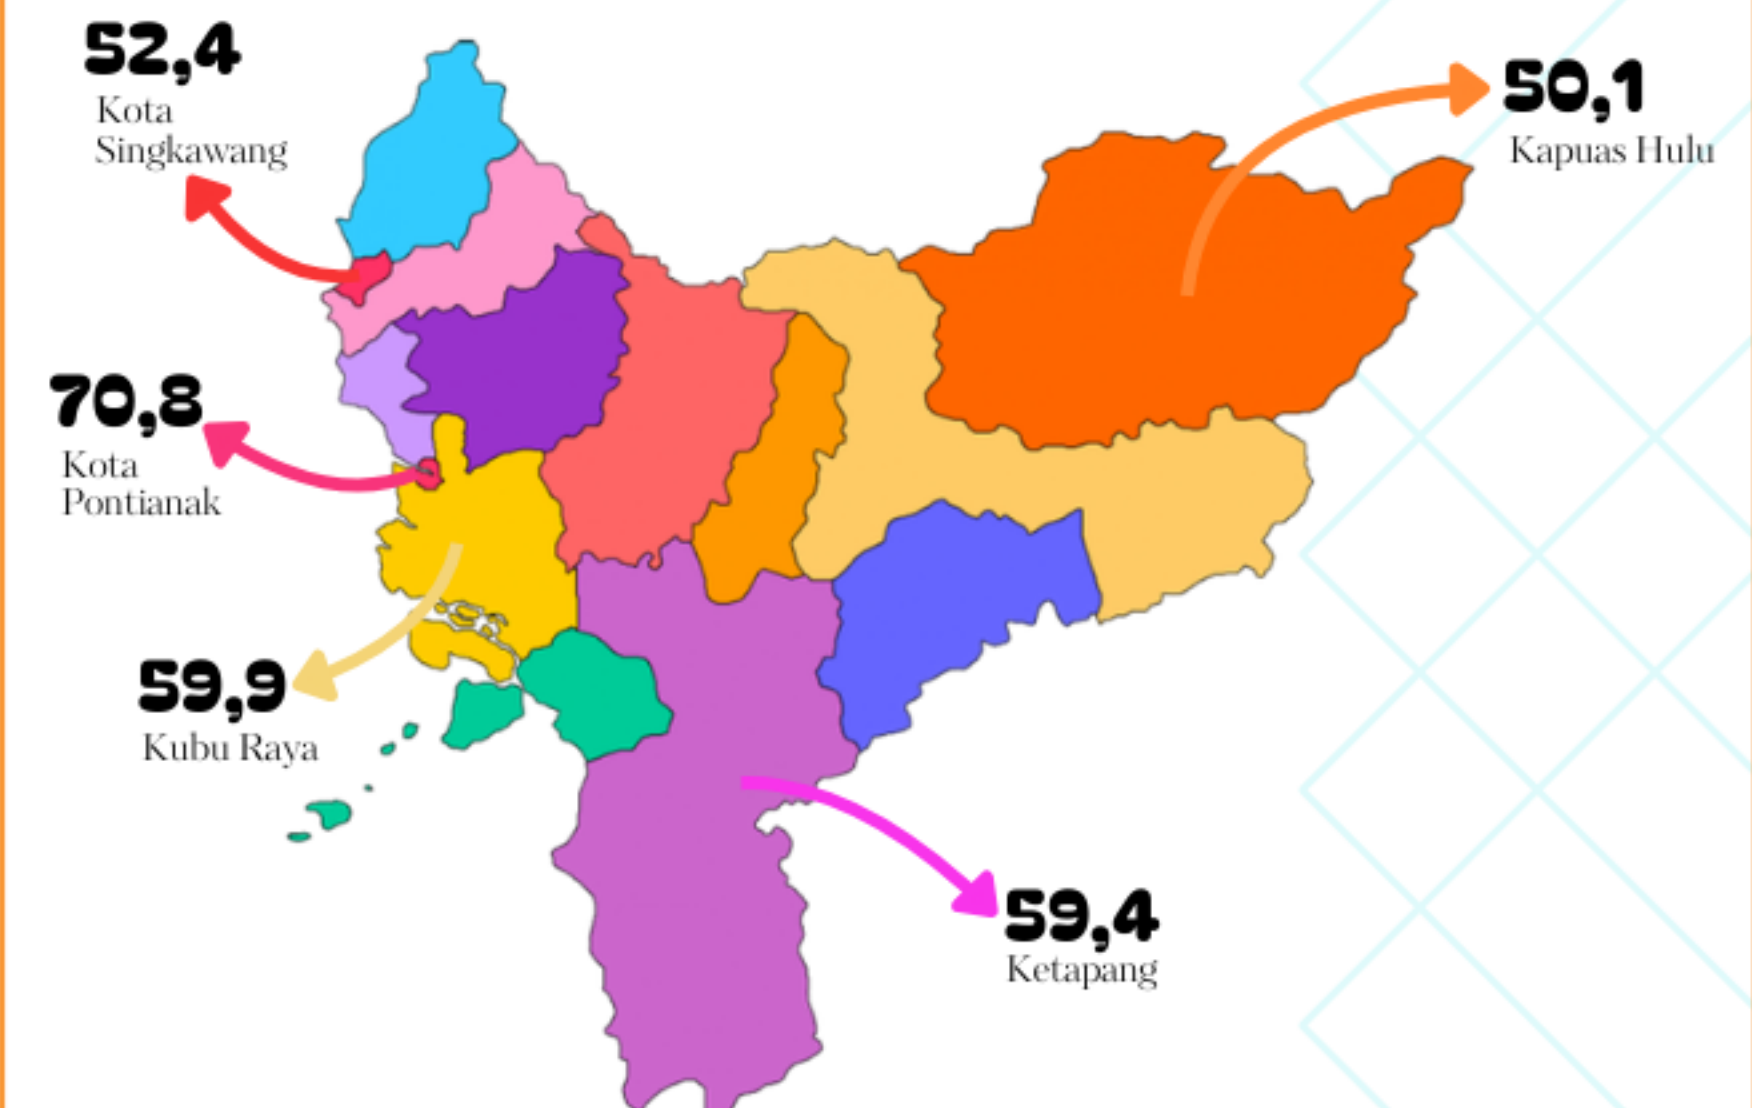 52,4
Kota
Singkawang
50,1
Kapuas Hulu
70,8
Kota
Pontianak
59,9
Kubu Raya
59,4
Ketapang